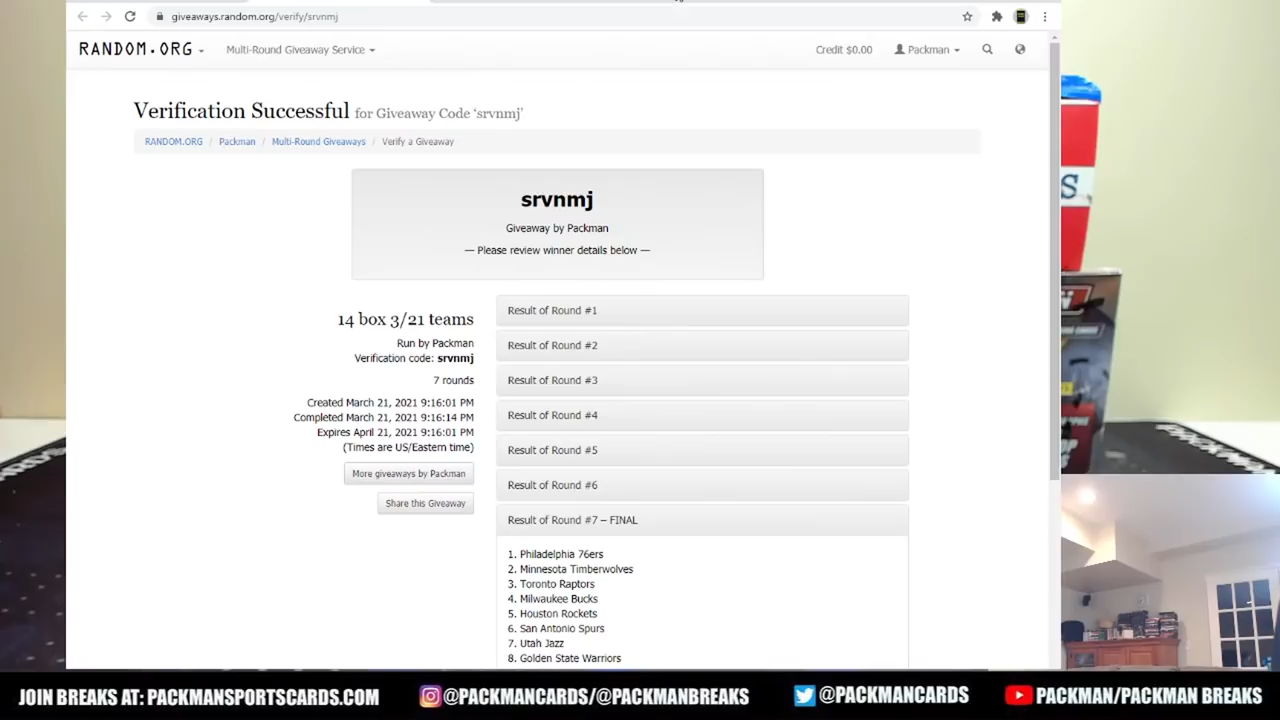 giveaways.random.org/verify/srvnmj
RANDOM.ORG
Multi-Round Giveaway Service
Credit $0.00
Packman
Verification Successful for Giveaway Code ‘srvnmj’
RANDOM.ORG / Packman / Multi-Round Giveaways / Verify a Giveaway
srvnmj
Giveaway by Packman
— Please review winner details below —
14 box 3/21 teams
Run by Packman
Verification code: srvnmj
7 rounds
Created March 21, 2021 9:16:01 PM
Completed March 21, 2021 9:16:14 PM
Expires April 21, 2021 9:16:01 PM
(Times are US/Eastern time)
More giveaways by Packman
Share this Giveaway
Result of Round #1
Result of Round #2
Result of Round #3
Result of Round #4
Result of Round #5
Result of Round #6
Result of Round #7 – FINAL
1. Philadelphia 76ers
2. Minnesota Timberwolves
3. Toronto Raptors
4. Milwaukee Bucks
5. Houston Rockets
6. San Antonio Spurs
7. Utah Jazz
8. Golden State Warriors
JOIN BREAKS AT: PACKMANSPORTSCARDS.COM
@PACKMANCARDS/@PACKMANBREAKS
@PACKMANCARDS
PACKMAN/PACKMAN BREAKS